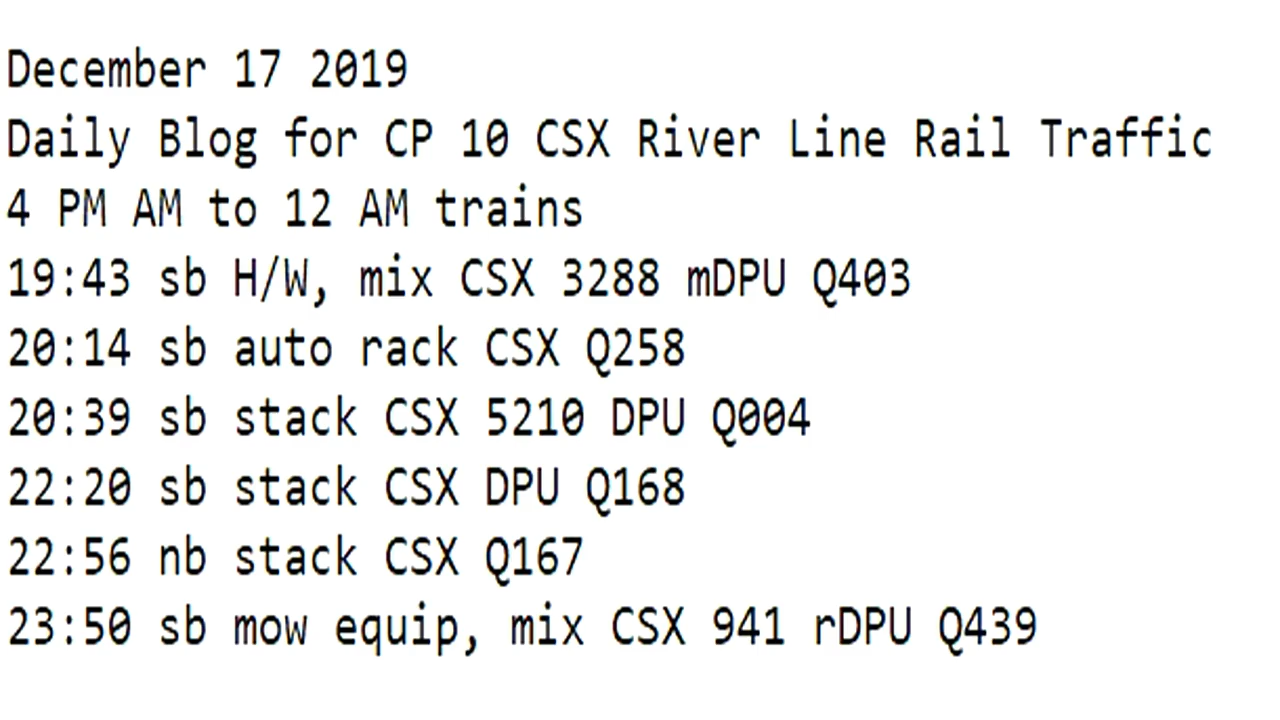 December 17 2019
Daily Blog for CP 10 CSX River Line Rail Traffic
4 PM AM to 12 AM trains
19:43 sb H/W, mix CSX 3288 mDPU Q403
20:14 sb auto rack CSX Q258
20:39 sb stack CSX 5210 DPU Q004
22:20 sb stack CSX DPU Q168
22:56 nb stack CSX Q167
23:50 sb mow equip, mix CSX 941 rDPU Q439